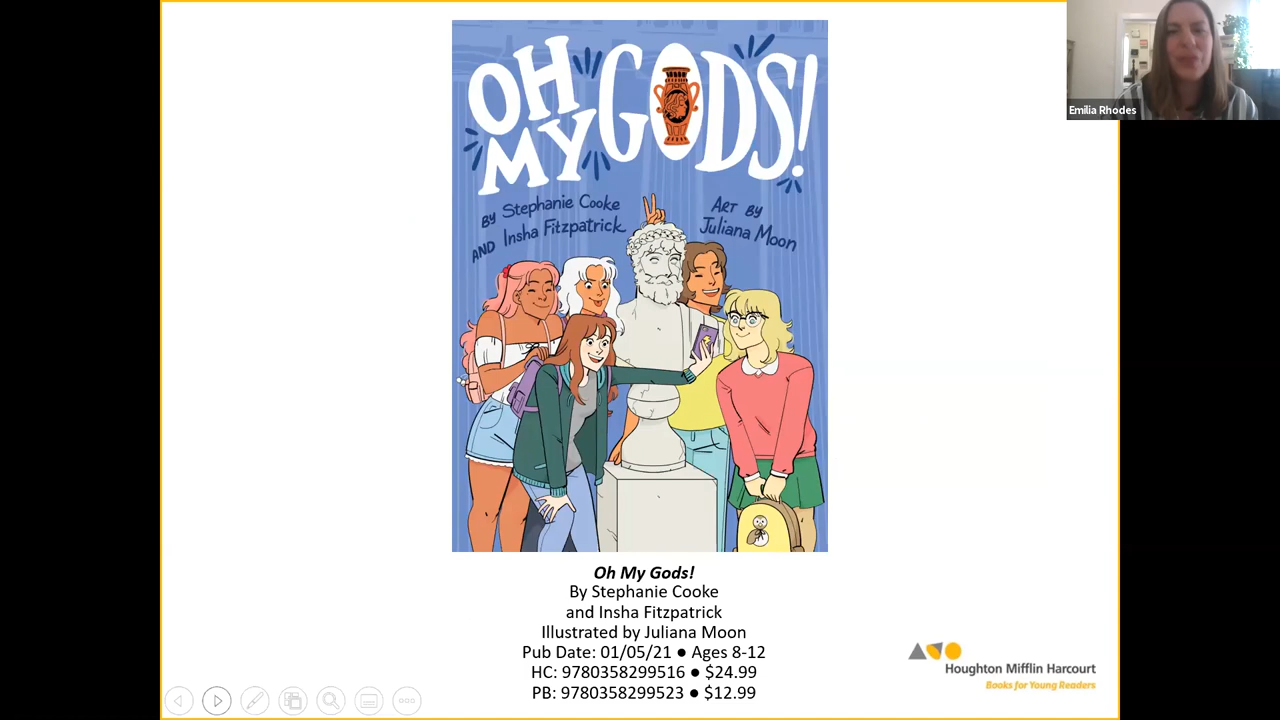 OH
MY GODS!
BY Stephanie Cooke
AND Insha Fitzpatrick
ART BY
Juliana Moon
Emilia Rhodes
Oh My Gods!
By Stephanie Cooke
and Insha Fitzpatrick
Illustrated by Juliana Moon
Pub Date: 01/05/21 ● Ages 8-12
HC: 9780358299516 ● $24.99
PB: 9780358299523 ● $12.99
Houghton Mifflin Harcourt
Books for Young Readers